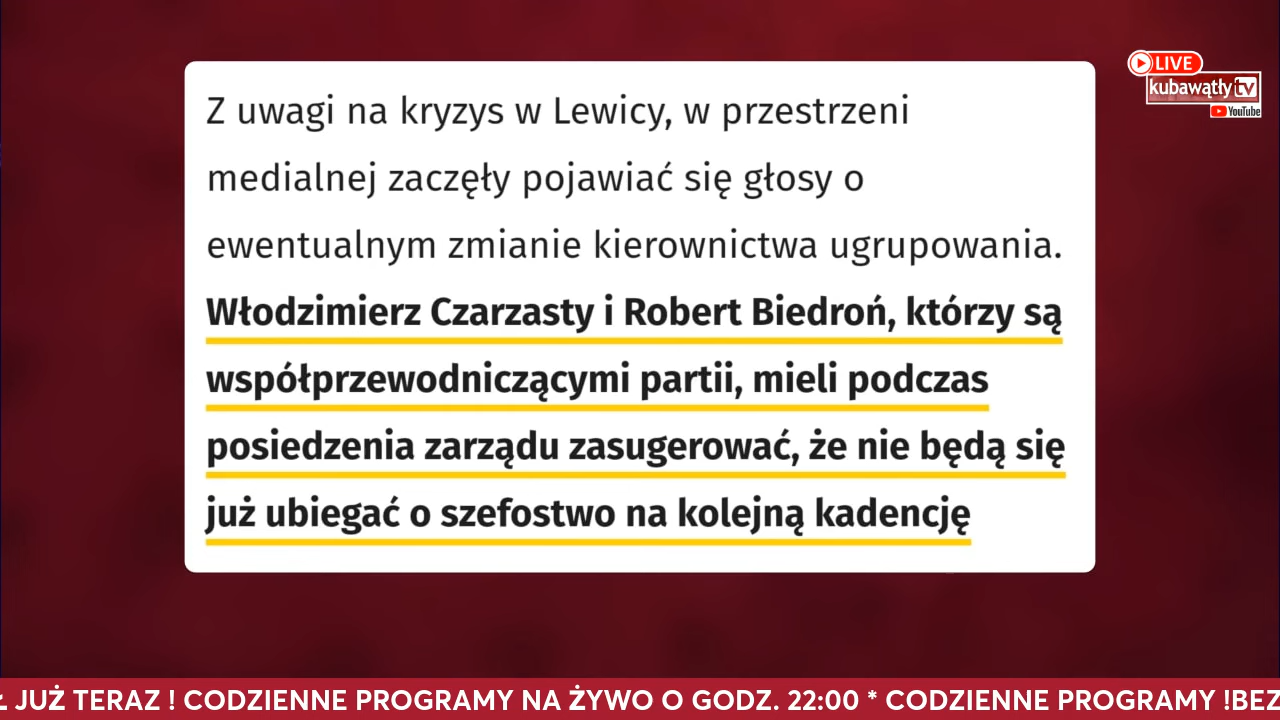 LIVE
kubawątły tv
YouTube
Z uwagi na kryzys w Lewicy, w przestrzeni
medialnej zaczęły pojawiać się głosy o
ewentualnym zmianie kierownictwa ugrupowania.
Włodzimierz Czarzasty i Robert Biedroń, którzy są
współprzewodniczącymi partii, mieli podczas
posiedzenia zarządu zasugerować, że nie będą się
już ubiegać o szefostwo na kolejną kadencję
Ł JUŻ TERAZ ! CODZIENNE PROGRAMY NA ŻYWO O GODZ. 22:00 * CODZIENNE PROGRAMY !BEZ